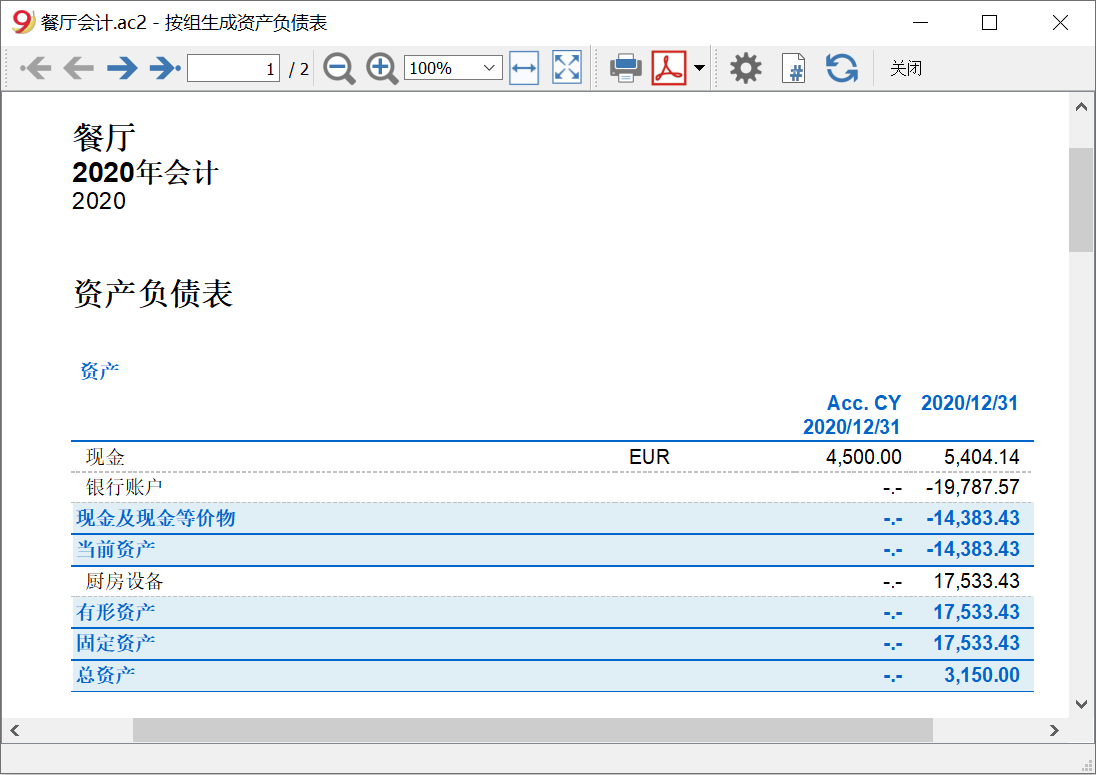 餐厅会计.ac2 - 按组生成资产负债表
1 / 2 100% 关闭
餐厅
2020年会计
2020
资产负债表
资产
Acc. CY 2020/12/31
2020/12/31
现金 EUR 4,500.00 5,404.14
银行账户 -.- -19,787.57
现金及现金等价物 -.- -14,383.43
当前资产 -.- -14,383.43
厨房设备 -.- 17,533.43
有形资产 -.- 17,533.43
固定资产 -.- 17,533.43
总资产 -.- 3,150.00